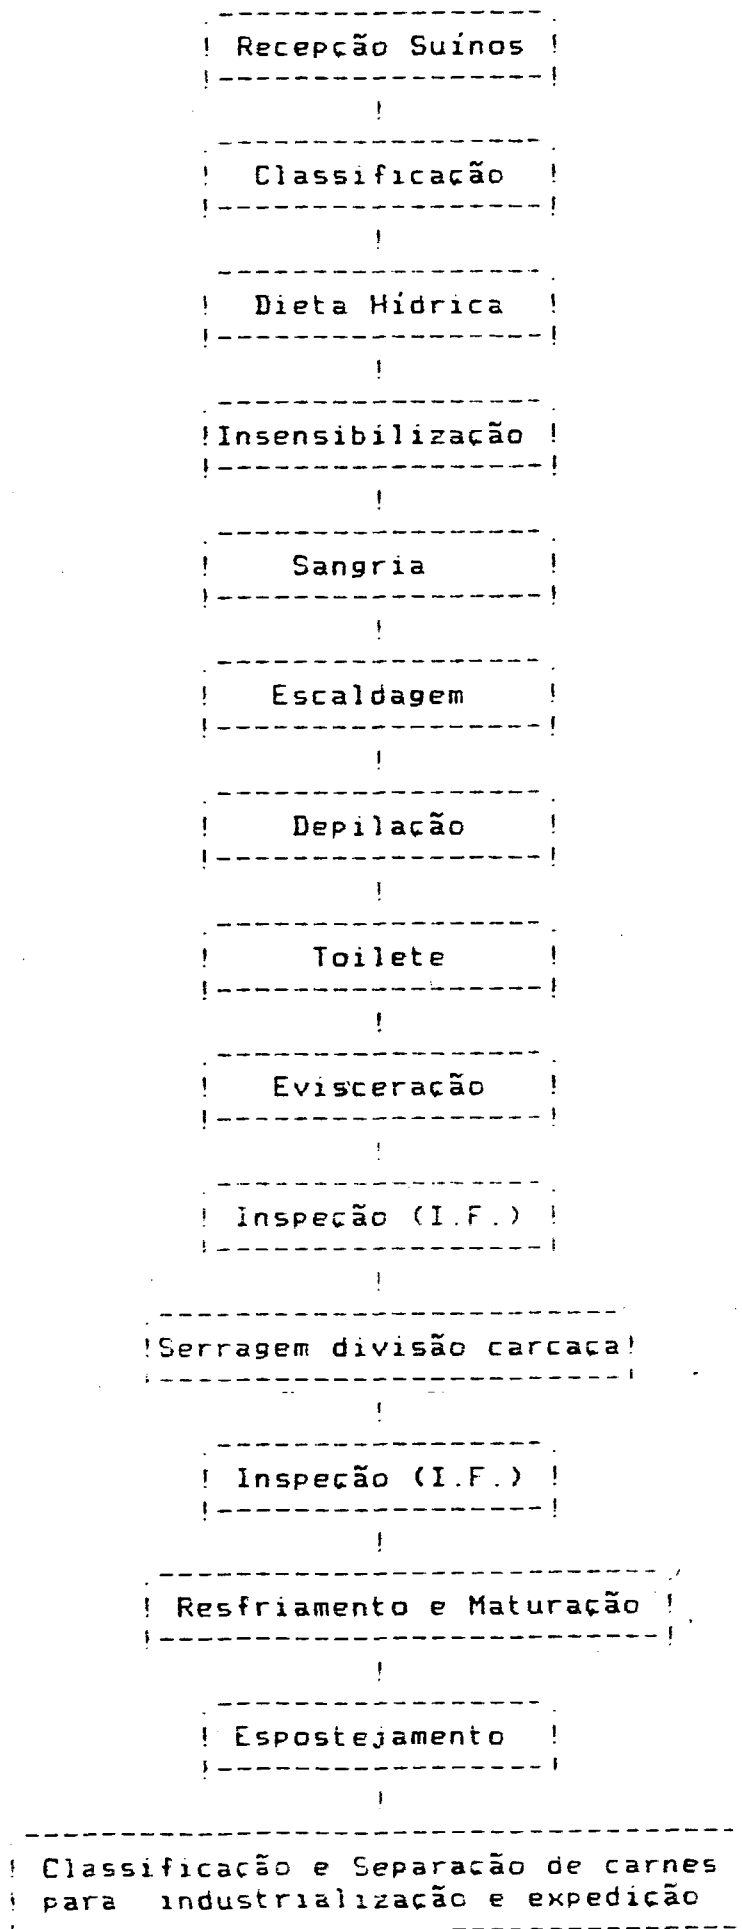 Recepção Suínos
Classificação
Dieta Hídrica
Insensibilização
Sangria
Escaldagem
Depilação
Toilete
Evisceração
Inspeção (I.F.)
Serragem divisão carcaça
Inspeção (I.F.)
Resfriamento e Maturação
Espostejamento
Classificação e Separação de carnes
para industrialização e expedição